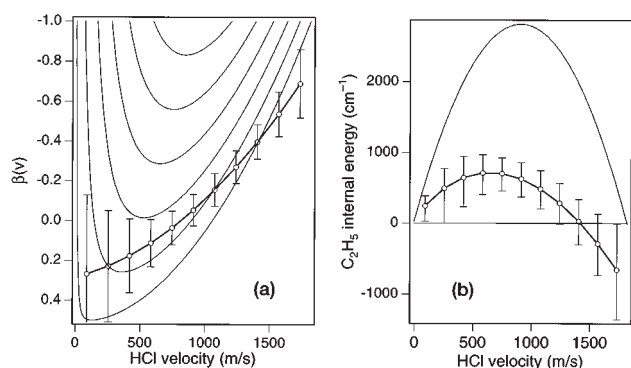 -1.0
-0.8
-0.6
-0.4
-0.2
0.0
0.2
0.4
β(v)
(a)
0 500 1000 1500
HCl velocity (m/s)
2000
1000
0
-1000
C2H5 internal energy (cm⁻¹)
(b)
0 500 1000 1500
HCl velocity (m/s)